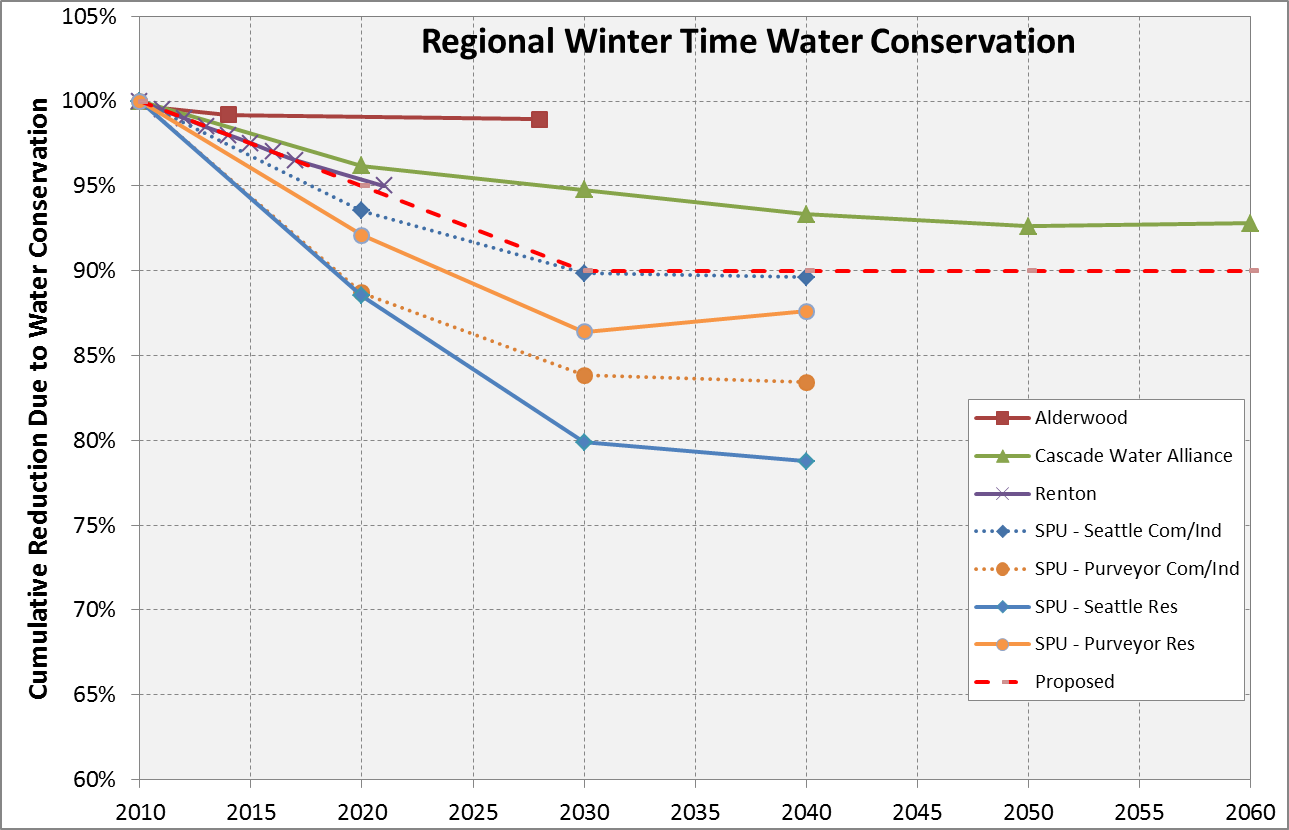 Regional Winter Time Water Conservation
Cumulative Reduction Due to Water Conservation
105%
100%
95%
90%
85%
80%
75%
70%
65%
60%
Alderwood
Cascade Water Alliance
Renton
SPU - Seattle Com/Ind
SPU - Purveyor Com/Ind
SPU - Seattle Res
SPU - Purveyor Res
Proposed
2010 2015 2020 2025 2030 2035 2040 2045 2050 2055 2060